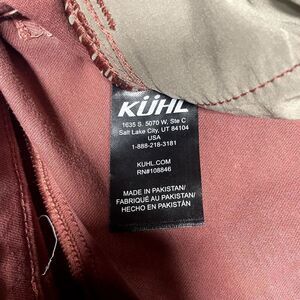 KÜHL
1635 S. 5070 W. Ste C
Salt Lake City, UT 84104
USA
1-888-218-3181
KUHL.COM
RN#108846
MADE IN PAKISTAN/
FABRIQUÉ AU PAKISTAN/
HECHO EN PAKISTÁN